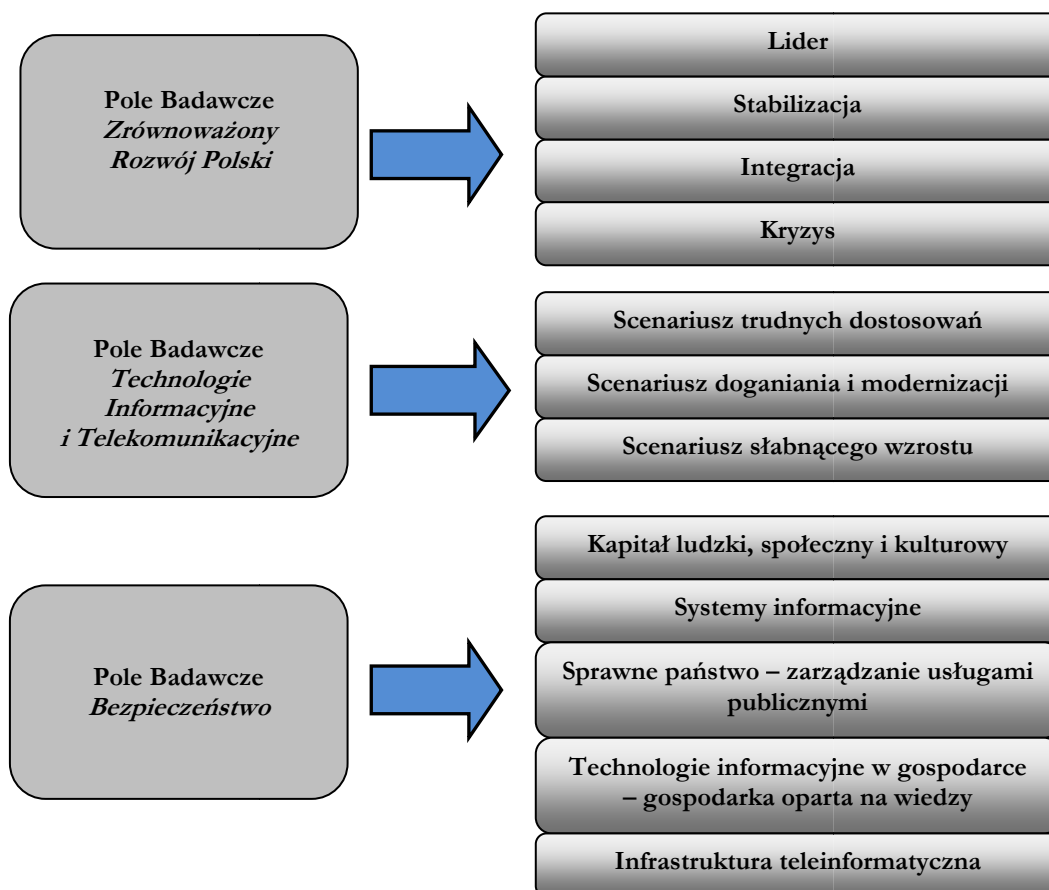 Pole Badawcze
Zrównoważony
Rozwój Polski
Lider
Stabilizacja
Integracja
Kryzys
Pole Badawcze
Technologie
Informacyjne
i Telekomunikacyjne
Scenariusz trudnych dostosowań
Scenariusz doganiania i modernizacji
Scenariusz słabnącego wzrostu
Pole Badawcze
Bezpieczeństwo
Kapitał ludzki, społeczny i kulturowy
Systemy informacyjne
Sprawne państwo – zarządzanie usługami
publicznymi
Technologie informacyjne w gospodarce
– gospodarka oparta na wiedzy
Infrastruktura teleinformatyczna